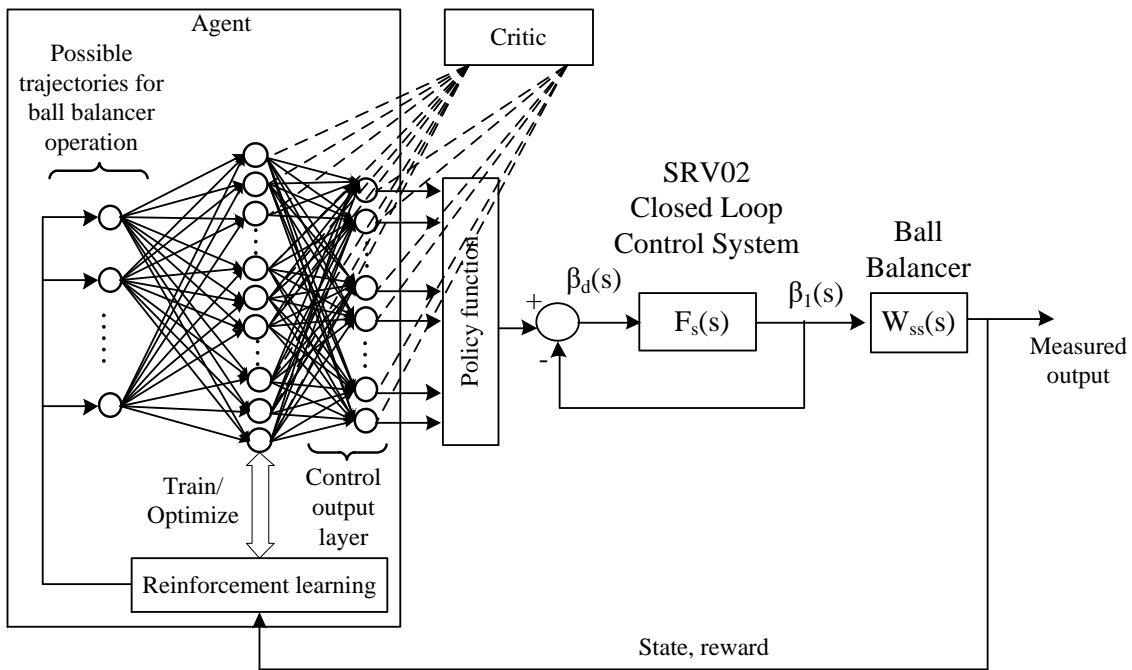 Agent
Critic
Possible
trajectories for
ball balancer
operation
SRV02
Closed Loop
Control System
Ball
Balancer
Policy function
+
-
βd(s)
Fs(s)
β1(s)
Wss(s)
Measured
output
Train/
Optimize
Control
output
layer
Reinforcement learning
State, reward